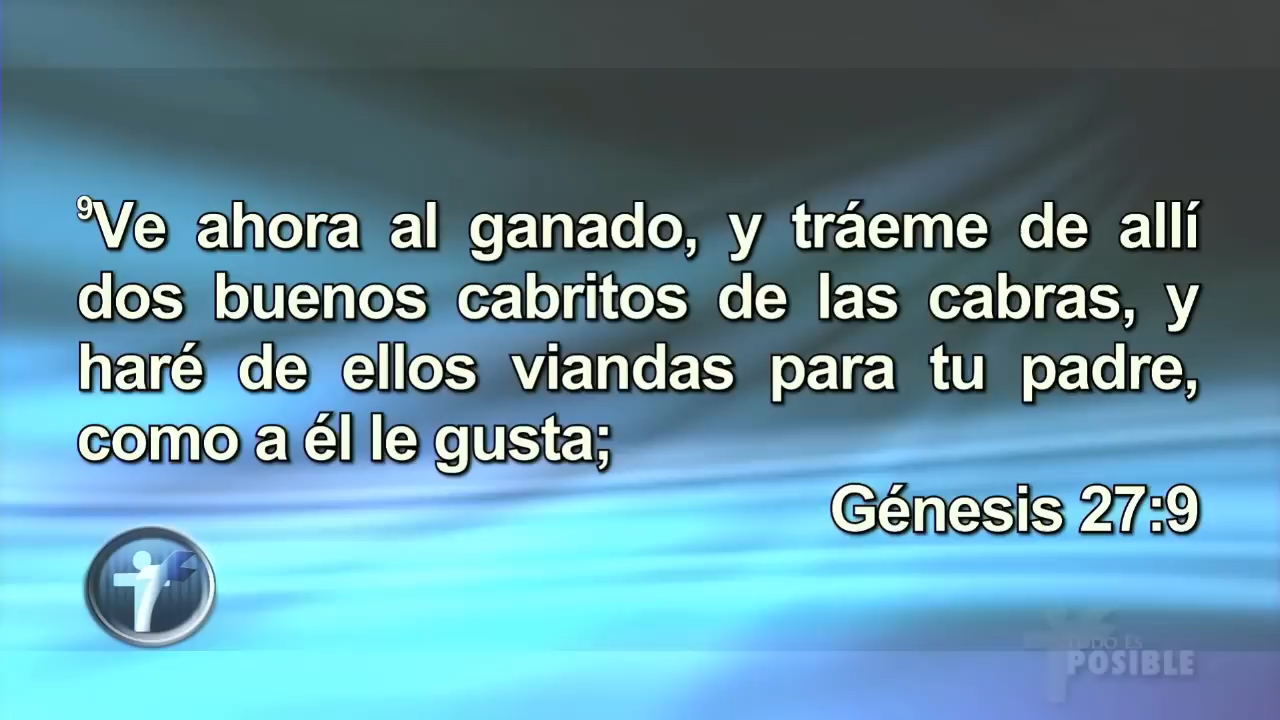 ⁹Ve ahora al ganado, y tráeme de allí
dos buenos cabritos de las cabras, y
haré de ellos viandas para tu padre,
como a él le gusta;
Génesis 27:9
TODO ES
POSIBLE